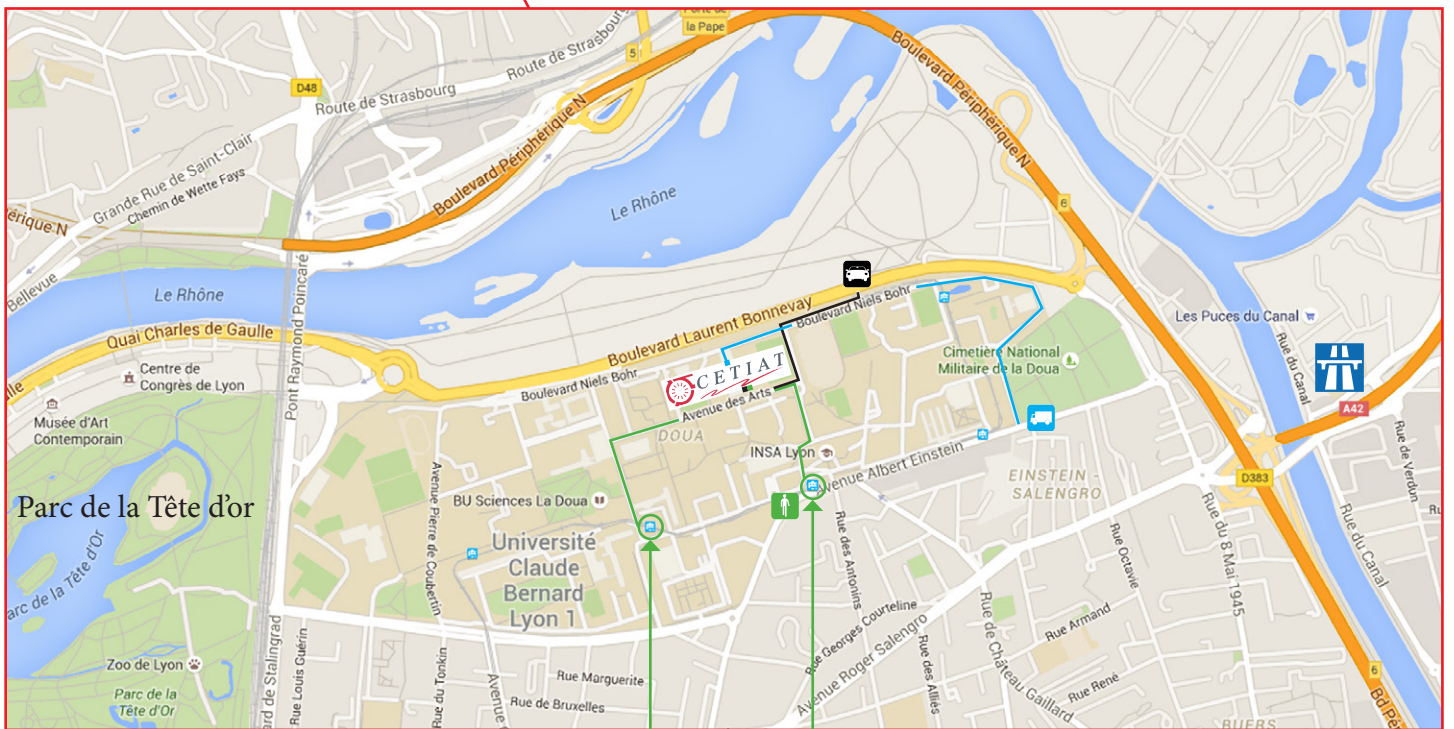 Porte de
la Pape
5
Route de Strasbourg
D48
Route de Strasbourg
Boulevard Périphérique N
Boulevard Périphérique N
Grande Rue de Saint-Clair
Chemin de Wette Fays
érique N
Bellevue
Le Rhône
6
Le Rhône
Pont Raymond Poincaré
Quai Charles de Gaulle
Boulevard Laurent Bonnevay
Boulevard Niels Bohr
Boulevard Niels Bohr
Les Puces du Canal
Rue du Canal
Centre de
Congrès de Lyon
Cimetière National
Militaire de la Doua
CETIAT
Avenue des Arts
A42
Musée d'Art
Contemporain
DOUA
INSA Lyon
Avenue Albert Einstein
EINSTEIN -
SALENGRO
D383
Rue de Verdun
Parc de la Tête d'or
BU Sciences La Doua
Avenue Pierre de Coubertin
Université
Claude
Bernard
Lyon 1
Rue des Antonins
Rue Octavie
Rue du 8 Mai 1945
Rue du Canal
arc de la Tête d'Or
Rue Georges Courteline
Rue Armand
Avenue Roger Salengro
Rue de Château Gaillard
Rue des Alliés
Zoo de Lyon
Parc de la
Tête d'Or
ard de Stalingrad
Rue Louis Guérin
Rue du Tonkin
Avenue
Rue Marguerite
Rue de Bruxelles
Rue René
BUERS
6
Bd Pé